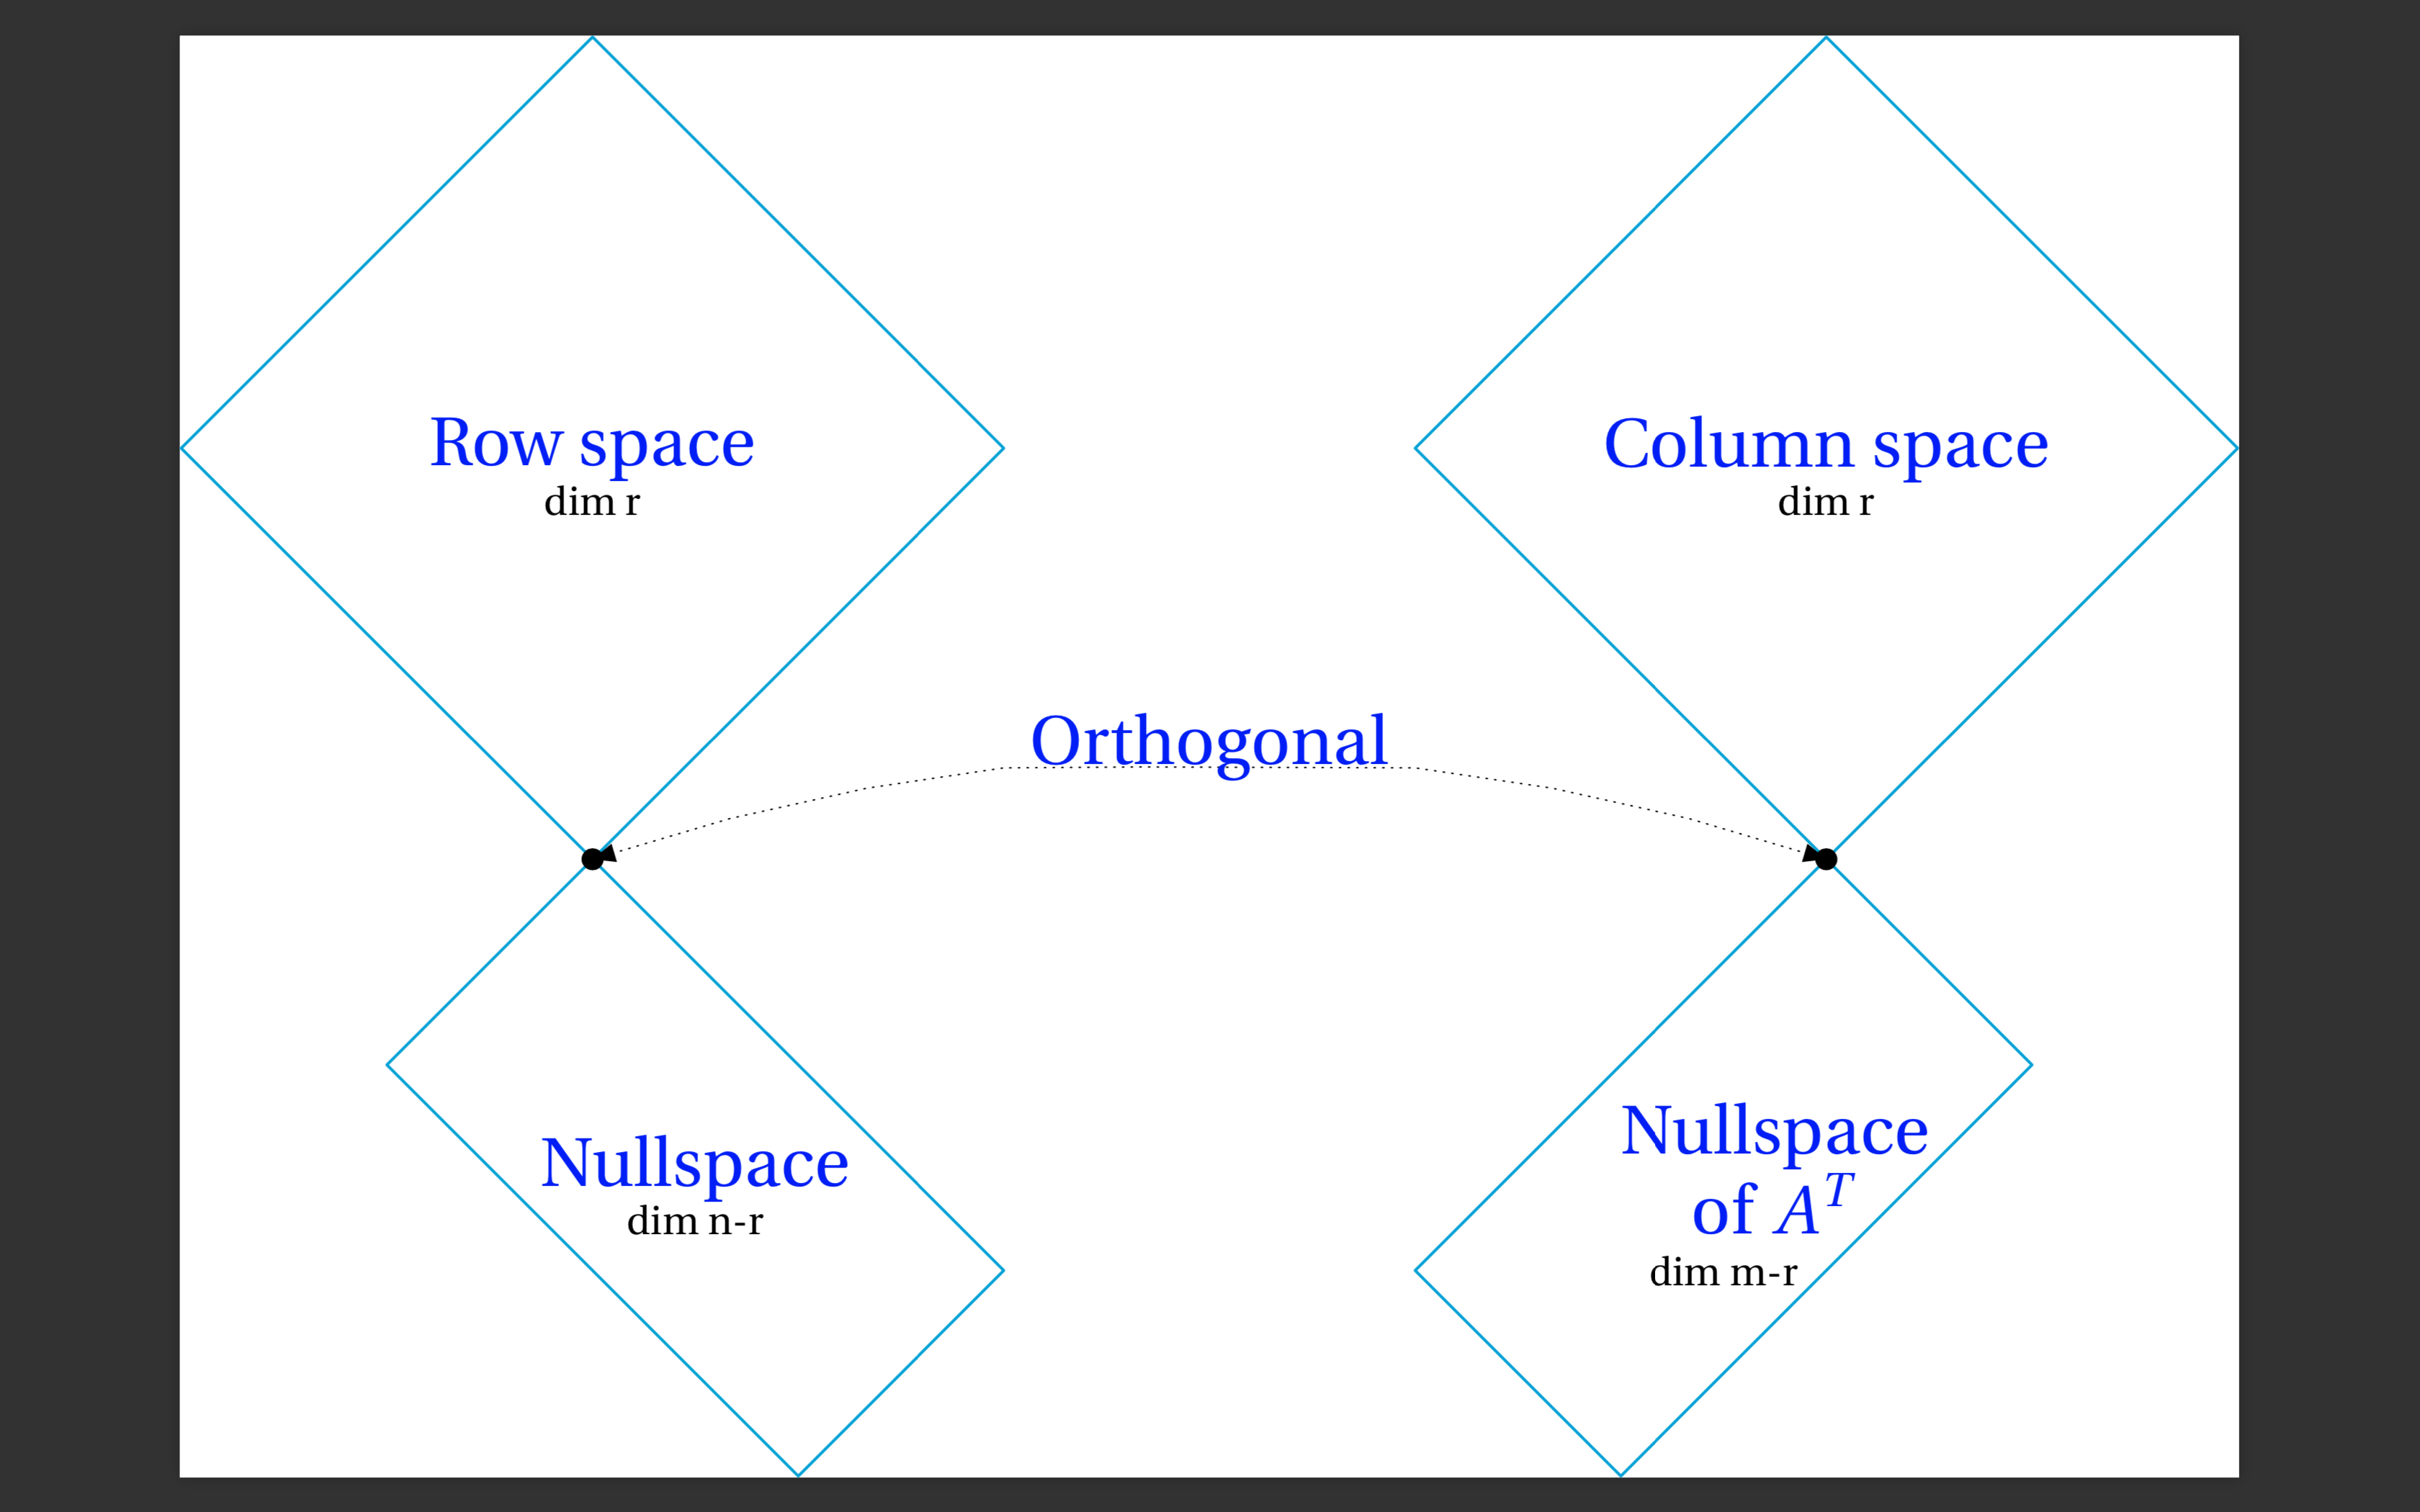 Row space
dim r
Column space
dim r
Orthogonal
Nullspace
dim n-r
Nullspace
of A^T
dim m-r